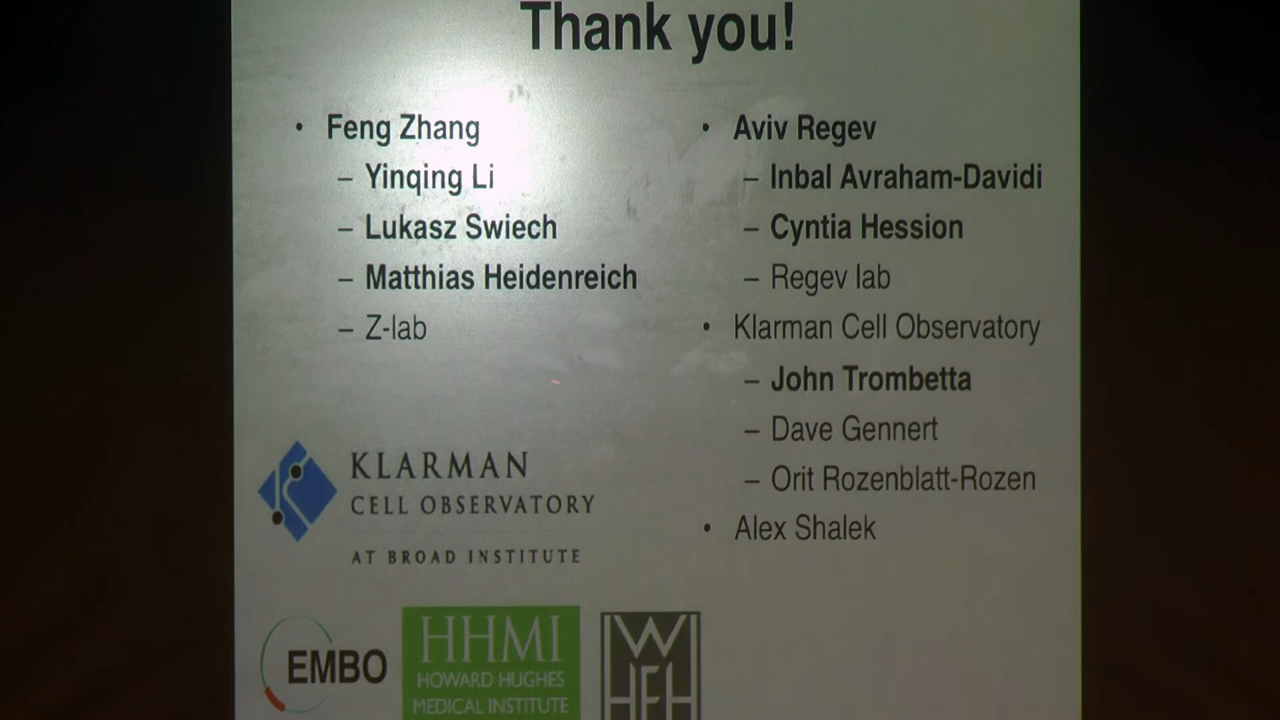 Thank you!
• Feng Zhang
– Yinqing Li
– Lukasz Swiech
– Matthias Heidenreich
– Z-lab
• Aviv Regev
– Inbal Avraham-Davidi
– Cyntia Hession
– Regev lab
• Klarman Cell Observatory
– John Trombetta
– Dave Gennert
– Orit Rozenblatt-Rozen
• Alex Shalek
KLARMAN
CELL OBSERVATORY
AT BROAD INSTITUTE
EMBO
HHMI
HOWARD HUGHES
MEDICAL INSTITUTE
WI
HFH